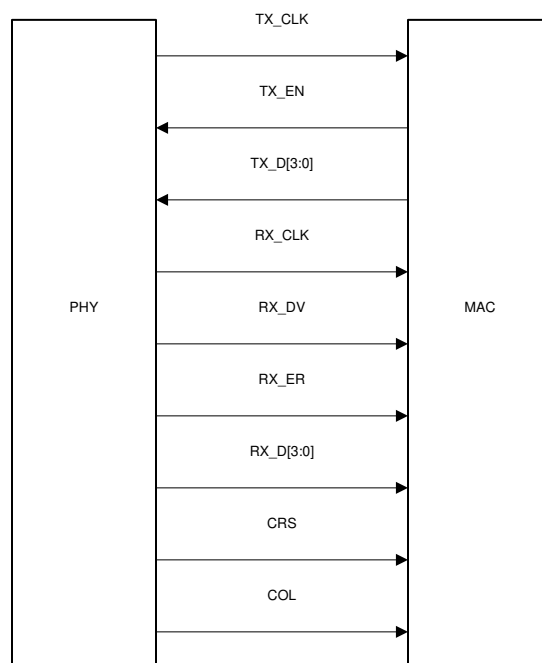 TX_CLK
TX_EN
TX_D[3:0]
RX_CLK
PHY
RX_DV
MAC
RX_ER
RX_D[3:0]
CRS
COL